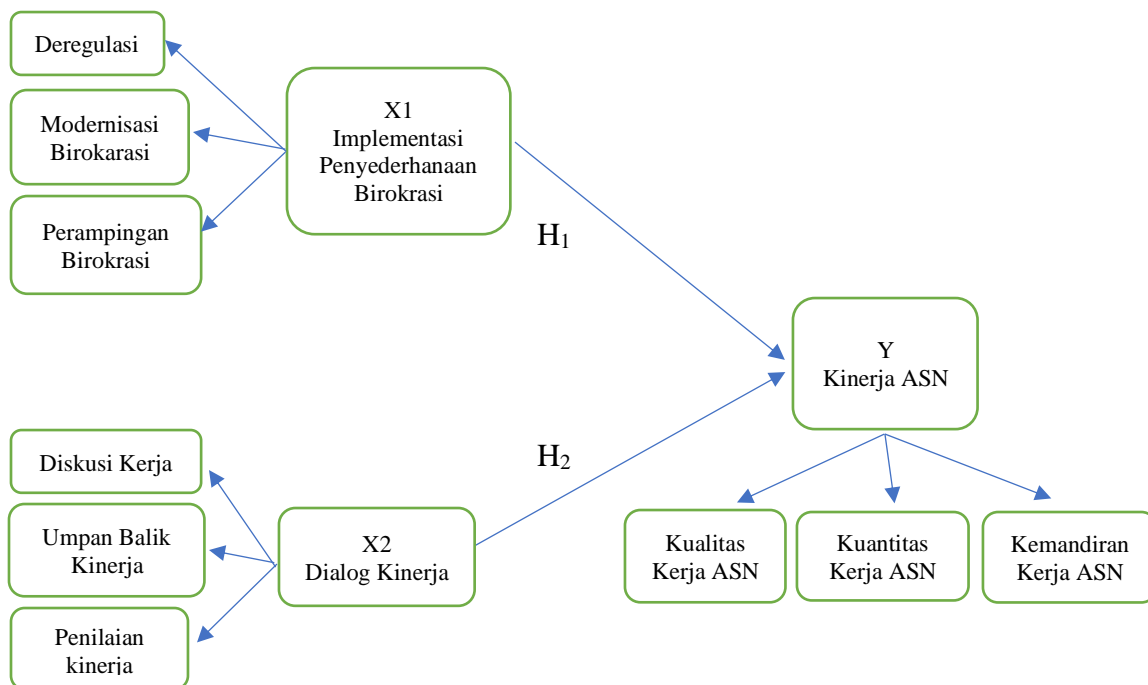 Deregulasi
Modernisasi
Birokarasi
Perampingan
Birokrasi
X1
Implementasi
Penyederhanaan
Birokrasi
H₁
Y
Kinerja ASN
H₂
Diskusi Kerja
Umpan Balik
Kinerja
Penilaian
kinerja
X2
Dialog Kinerja
Kualitas
Kerja ASN
Kuantitas
Kerja ASN
Kemandiran
Kerja ASN